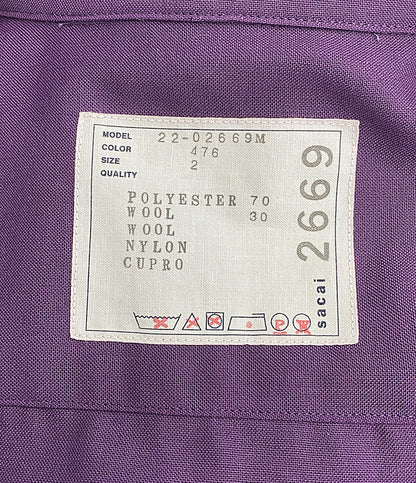 MODEL 22-02669M
COLOR 476
SIZE 2
QUALITY
POLYESTER 70
WOOL 30
WOOL
NYLON
CUPRO
sacai 2669
P W